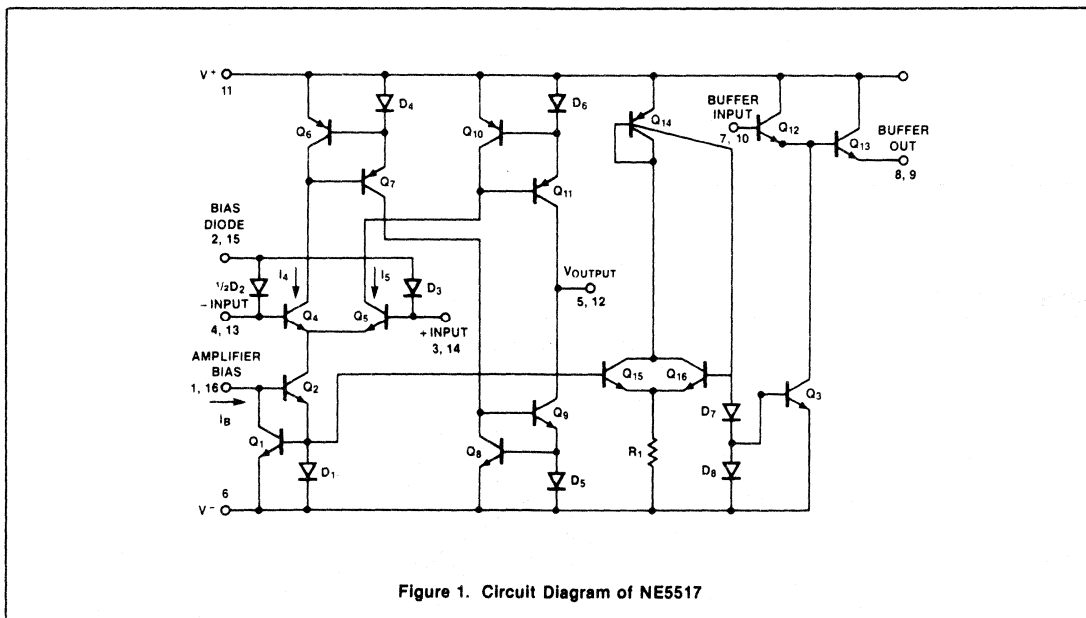 V+
11
D4
D6
Q6
Q10
Q14
BUFFER
INPUT
7, 10
Q12
Q13
BUFFER
OUT
8, 9
Q7
Q11
BIAS
DIODE
2, 15
I4
I5
VOUTPUT
5, 12
1/2D2
D3
−INPUT
4, 13
Q4
Q5
+INPUT
3, 14
AMPLIFIER
BIAS
1, 16
IB
Q2
Q15
Q16
Q3
D7
Q1
D1
Q9
Q8
R1
D8
D5
6
V−
Figure 1. Circuit Diagram of NE5517